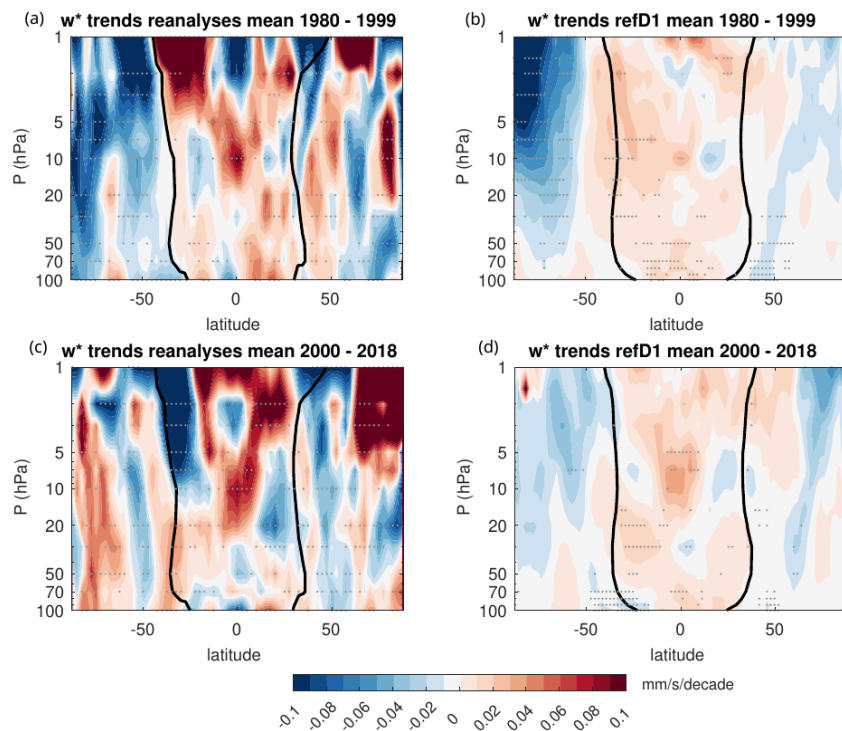 (a) w* trends reanalyses mean 1980 - 1999
1
5
10
20
50
70
100
P (hPa)
-50 0 50
latitude
(b) w* trends refD1 mean 1980 - 1999
1
5
10
20
50
70
100
P (hPa)
-50 0 50
latitude
(c) w* trends reanalyses mean 2000 - 2018
1
5
10
20
50
70
100
P (hPa)
-50 0 50
latitude
(d) w* trends refD1 mean 2000 - 2018
1
5
10
20
50
70
100
P (hPa)
-50 0 50
latitude
-0.1 -0.08 -0.06 -0.04 -0.02 0 0.02 0.04 0.06 0.08 0.1
mm/s/decade